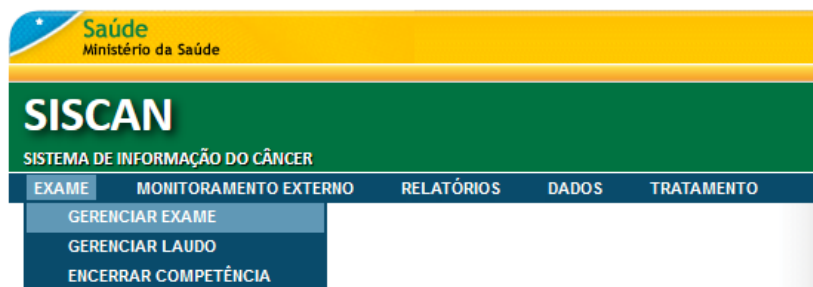 Saúde
Ministério da Saúde
SISCAN
SISTEMA DE INFORMAÇÃO DO CÂNCER
EXAME MONITORAMENTO EXTERNO RELATÓRIOS DADOS TRATAMENTO
GERENCIAR EXAME
GERENCIAR LAUDO
ENCERRAR COMPETÊNCIA